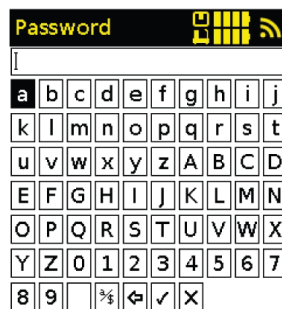 Password
a b c d e f g h i j
k l m n o p q r s t
u v w x y z A B C D
E F G H I J K L M N
O P Q R S T U V W X
Y Z 0 1 2 3 4 5 6 7
8 9 ⅍$ ⇦ ✓ X